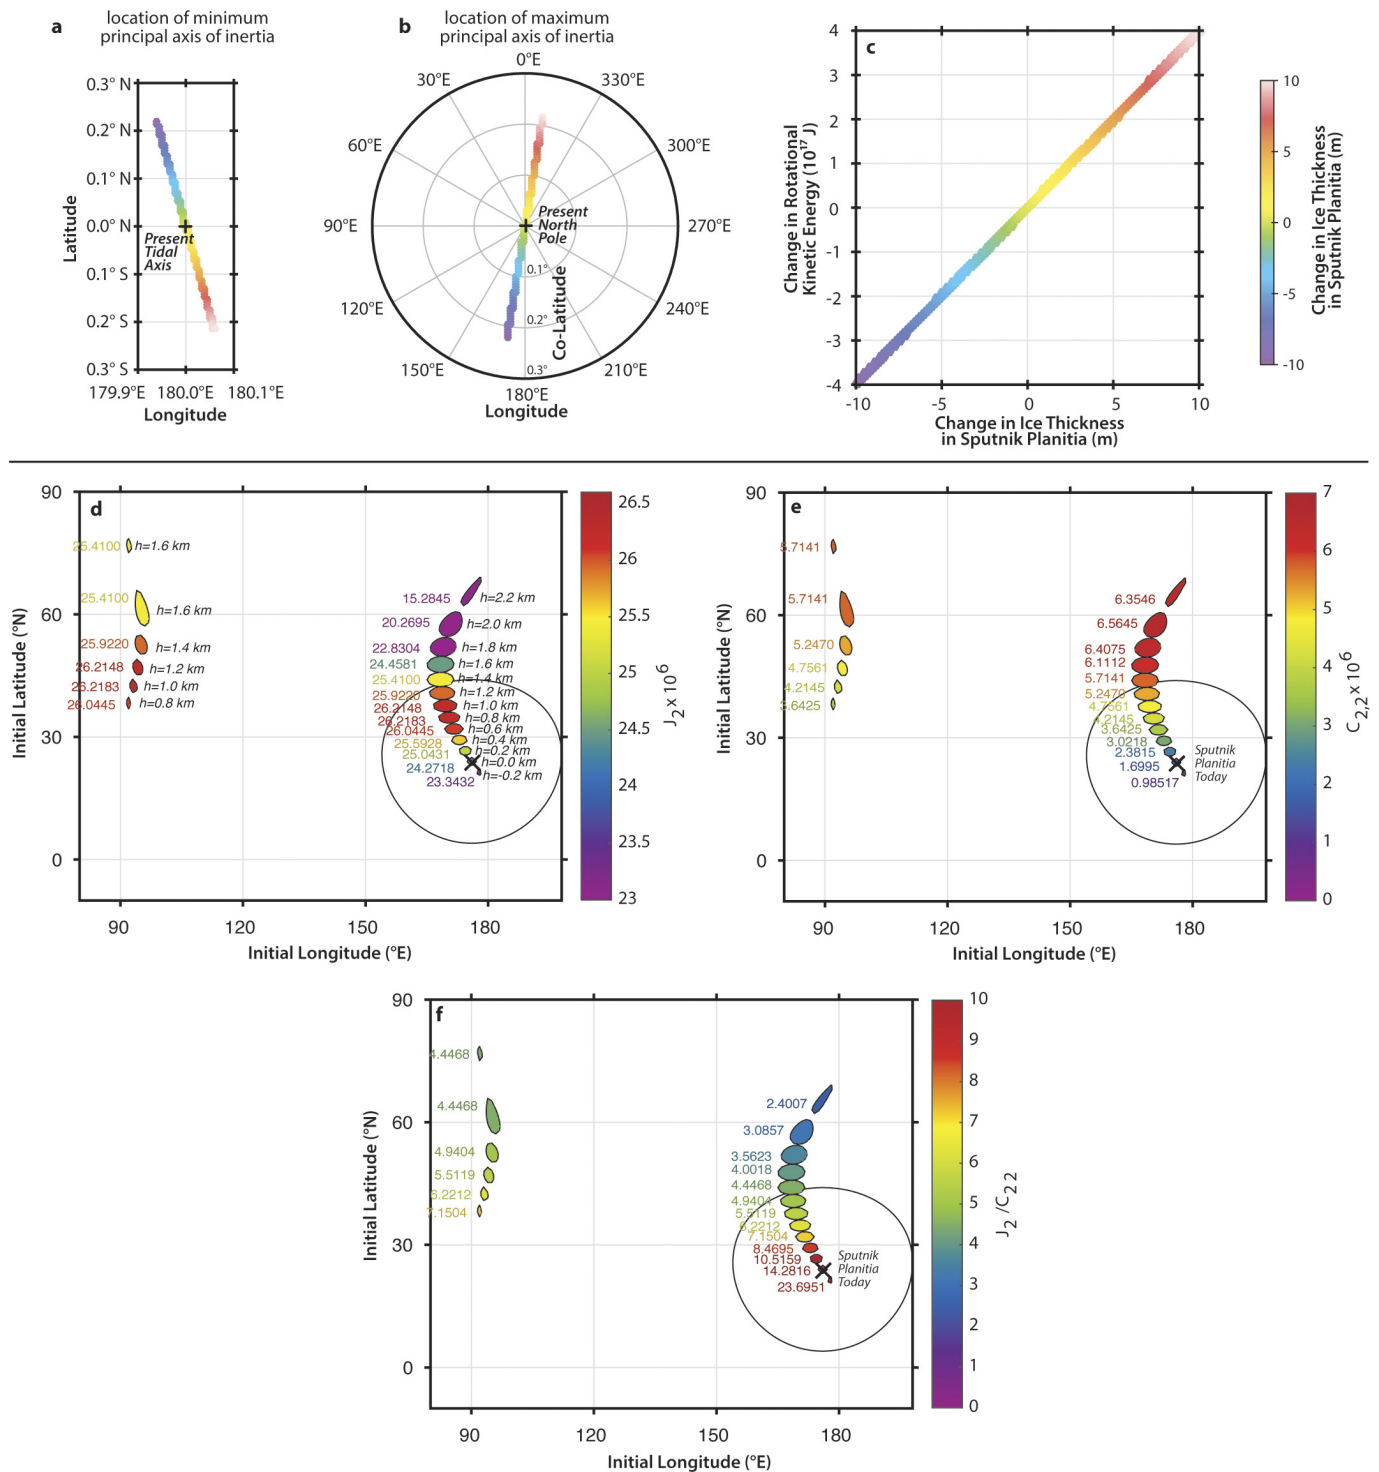 a
location of minimum
principal axis of inertia
0.3° N
0.2° N
0.1° N
0.0° N
0.1° S
0.2° S
0.3° S
Latitude
Present
Tidal
Axis
179.9°E
180.0°E
180.1°E
Longitude
b
location of maximum
principal axis of inertia
0°E
30°E
330°E
60°E
300°E
90°E
270°E
120°E
240°E
150°E
210°E
180°E
Present
North
Pole
0.1°
0.2°
0.3°
Co-Latitude
Longitude
c
4
3
2
1
0
-1
-2
-3
-4
Change in Rotational
Kinetic Energy (10¹⁷ J)
-10
-5
0
5
10
Change in Ice Thickness
in Sputnik Planitia (m)
10
5
0
-5
-10
Change in Ice Thickness
in Sputnik Planitia (m)
d
90
60
30
0
Initial Latitude (°N)
25.4100 h=1.6 km
25.4100 h=1.6 km
25.9220 h=1.4 km
26.2148 h=1.2 km
26.2183 h=1.0 km
26.0445 h=0.8 km
15.2845 h=2.2 km
20.2695 h=2.0 km
22.8304 h=1.8 km
24.4581 h=1.6 km
25.4100 h=1.4 km
25.9220 h=1.2 km
26.2148 h=1.0 km
26.2183 h=0.8 km
26.0445 h=0.6 km
25.5928 h=0.4 km
25.0431 h=0.2 km
24.2718 h=0.0 km
23.3432 h=-0.2 km
90
120
150
180
Initial Longitude (°E)
26.5
26
25.5
25
24.5
24
23.5
23
J₂ x 10⁶
e
90
60
30
0
Initial Latitude (°N)
5.7141
5.7141
5.2470
4.7561
4.2145
3.6425
6.3546
6.5645
6.4075
6.1112
5.7141
5.2470
4.7561
4.2145
3.6425
3.0218
2.3815
1.6995
0.98517
Sputnik
Planitia
Today
90
120
150
180
Initial Longitude (°E)
7
6
5
4
3
2
1
0
C₂,₂ x 10⁶
f
90
60
30
0
Initial Latitude (°N)
4.4468
4.4468
4.9404
5.5119
6.2212
7.1504
2.4007
3.0857
3.5623
4.0018
4.4468
4.9404
5.5119
6.2212
7.1504
8.4695
10.5159
14.2816
23.6951
Sputnik
Planitia
Today
90
120
150
180
Initial Longitude (°E)
10
9
8
7
6
5
4
3
2
1
0
J₂ /C₂₂